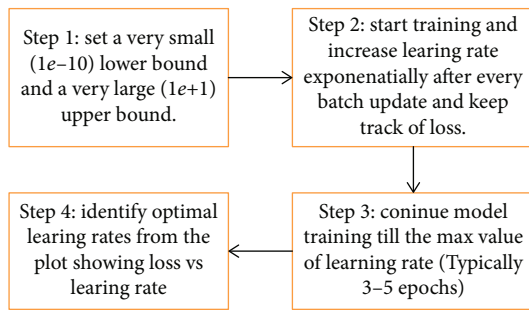 Step 1: set a very small
(1e–10) lower bound
and a very large (1e+1)
upper bound.
Step 2: start training and
increase learing rate
exponenatially after every
batch update and keep
track of loss.
Step 3: coninue model
training till the max value
of learning rate (Typically
3–5 epochs)
Step 4: identify optimal
learing rates from the
plot showing loss vs
learing rate